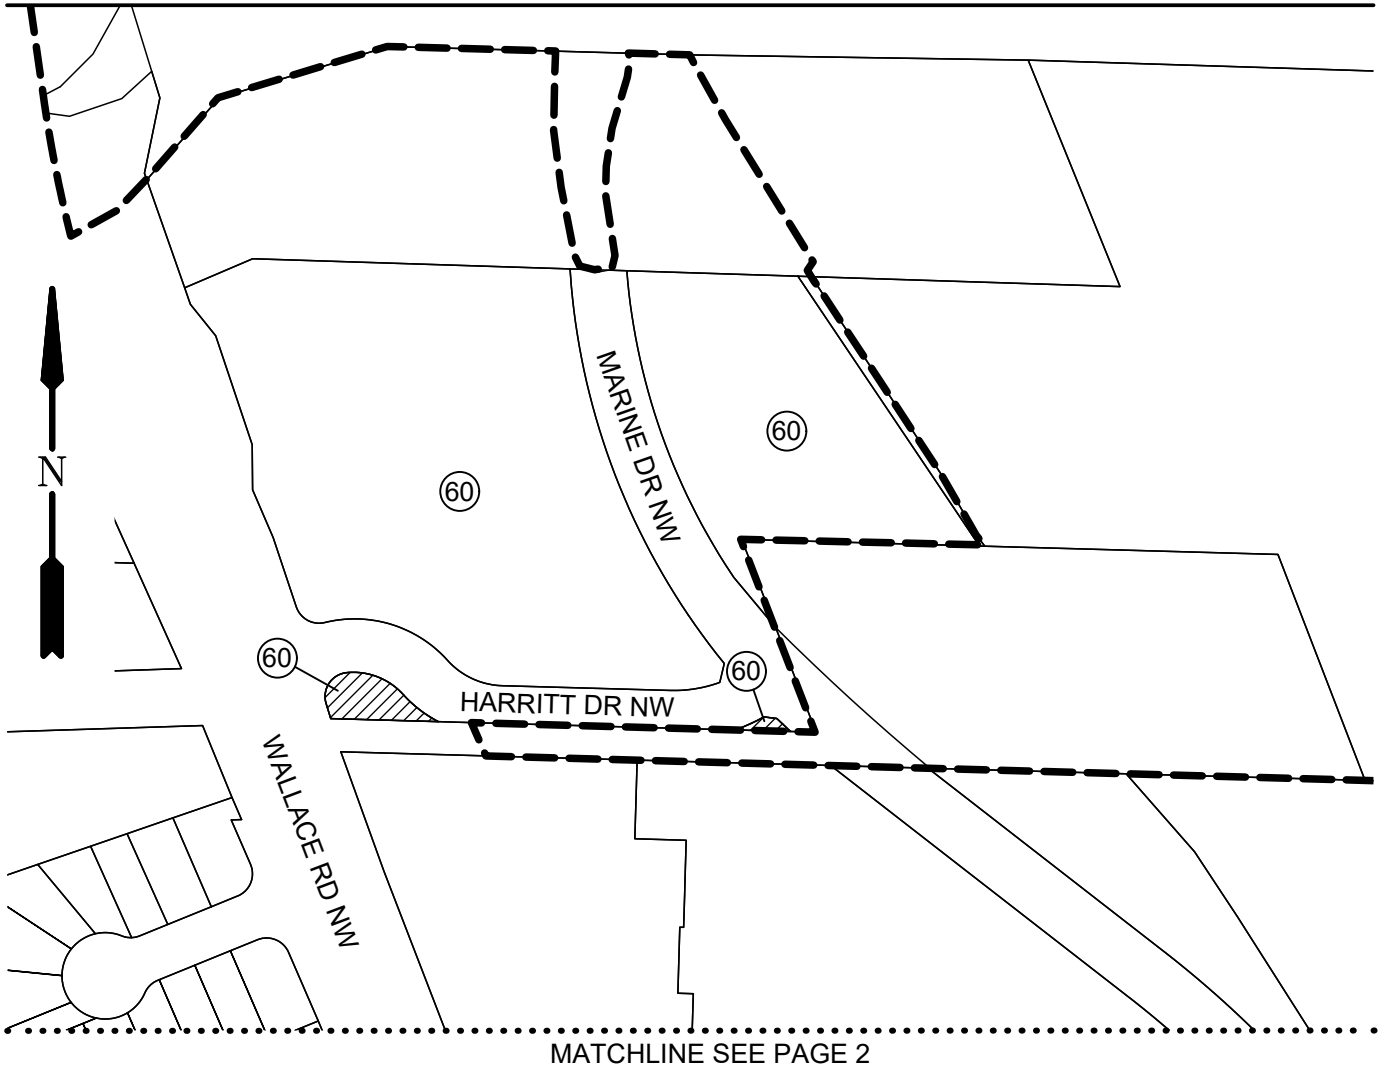 MARINE DR NW
60
N
60
60
60
HARRITT DR NW
WALLACE RD NW
MATCHLINE SEE PAGE 2